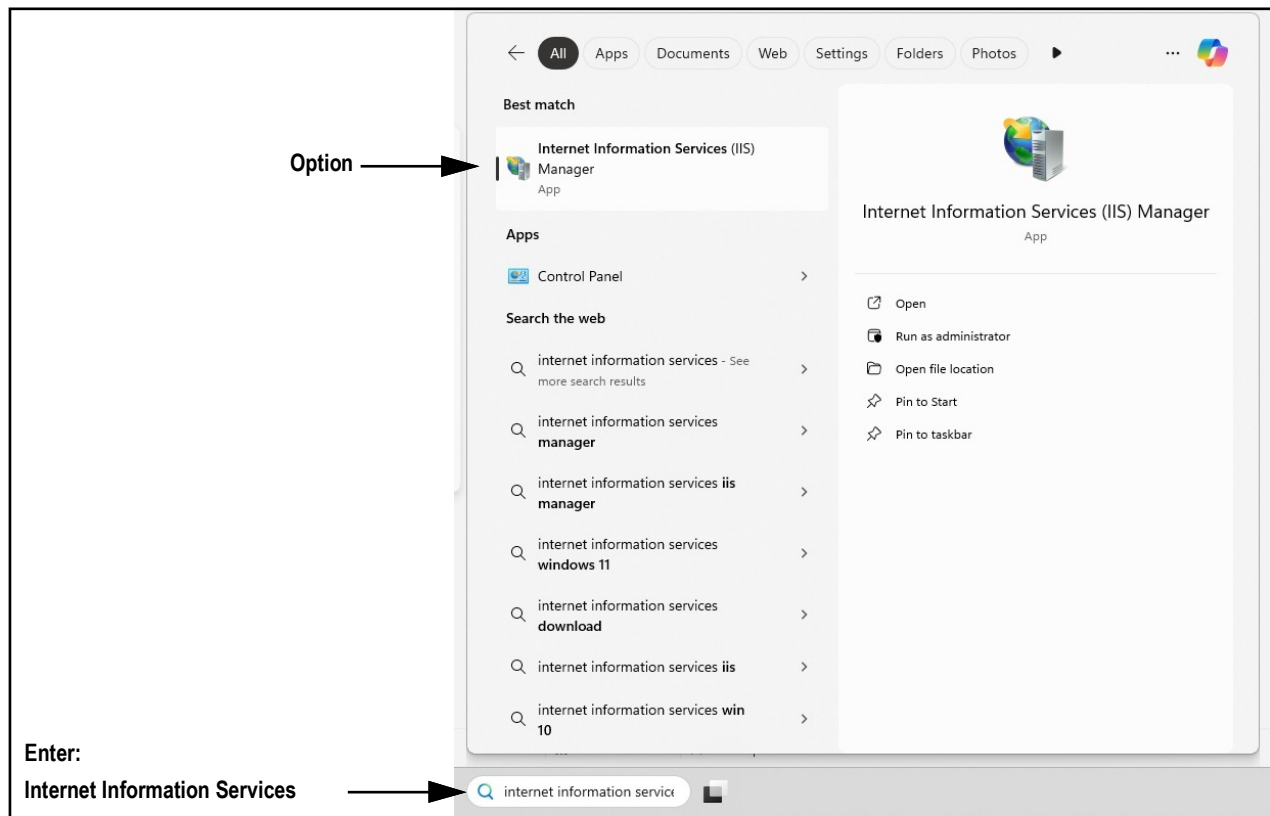 All
Apps
Documents
Web
Settings
Folders
Photos
...
Best match
Option
Internet Information Services (IIS)
Manager
App
Apps
Control Panel
Search the web
internet information services - See
more search results
internet information services
manager
internet information services iis
manager
internet information services
windows 11
internet information services
download
internet information services iis
internet information services win
10
Internet Information Services (IIS) Manager
App
Open
Run as administrator
Open file location
Pin to Start
Pin to taskbar
Enter:
Internet Information Services
internet information service